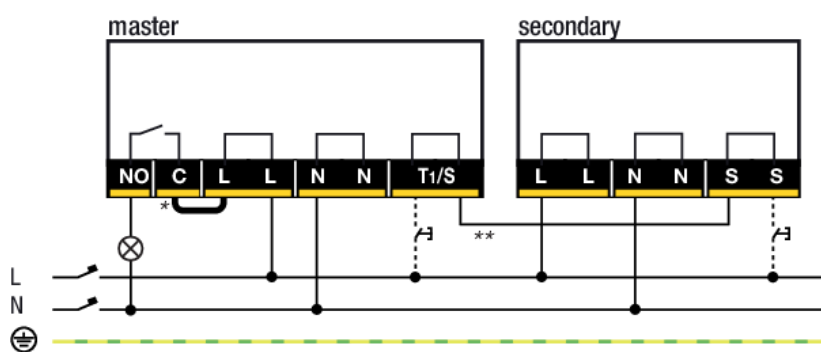 master secondary
NO C L L N N T1/S L L N N S S
*
**
L
N